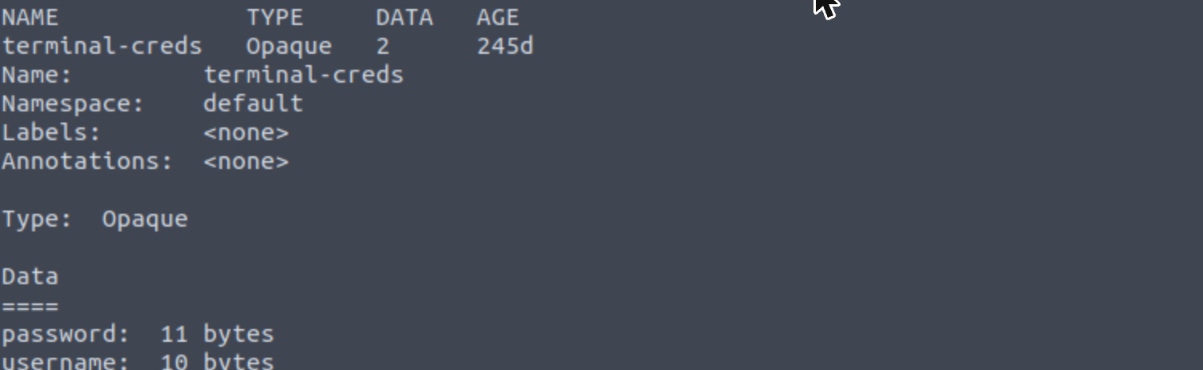 NAME             TYPE     DATA   AGE
terminal-creds   Opaque   2      245d
Name:         terminal-creds
Namespace:    default
Labels:       <none>
Annotations:  <none>

Type:  Opaque

Data
====
password:  11 bytes
username:  10 bytes